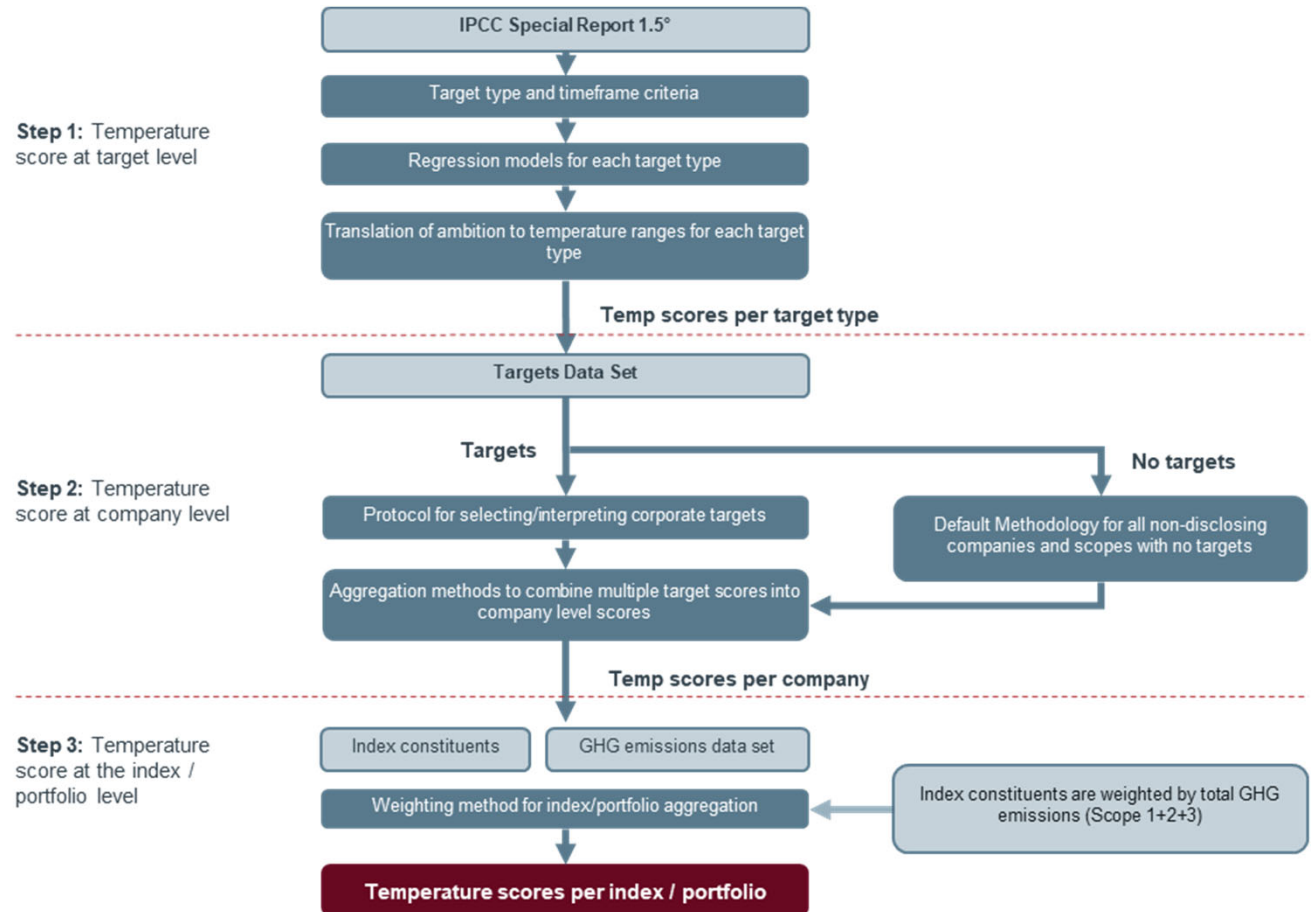 IPCC Special Report 1.5°
Target type and timeframe criteria
Step 1: Temperature
score at target level
Regression models for each target type
Translation of ambition to temperature ranges for each target
type
Temp scores per target type
Targets Data Set
Targets
No targets
Step 2: Temperature
score at company level
Protocol for selecting/interpreting corporate targets
Default Methodology for all non-disclosing
companies and scopes with no targets
Aggregation methods to combine multiple target scores into
company level scores
Temp scores per company
Step 3: Temperature
score at the index /
portfolio level
Index constituents
GHG emissions data set
Weighting method for index/portfolio aggregation
Index constituents are weighted by total GHG
emissions (Scope 1+2+3)
Temperature scores per index / portfolio